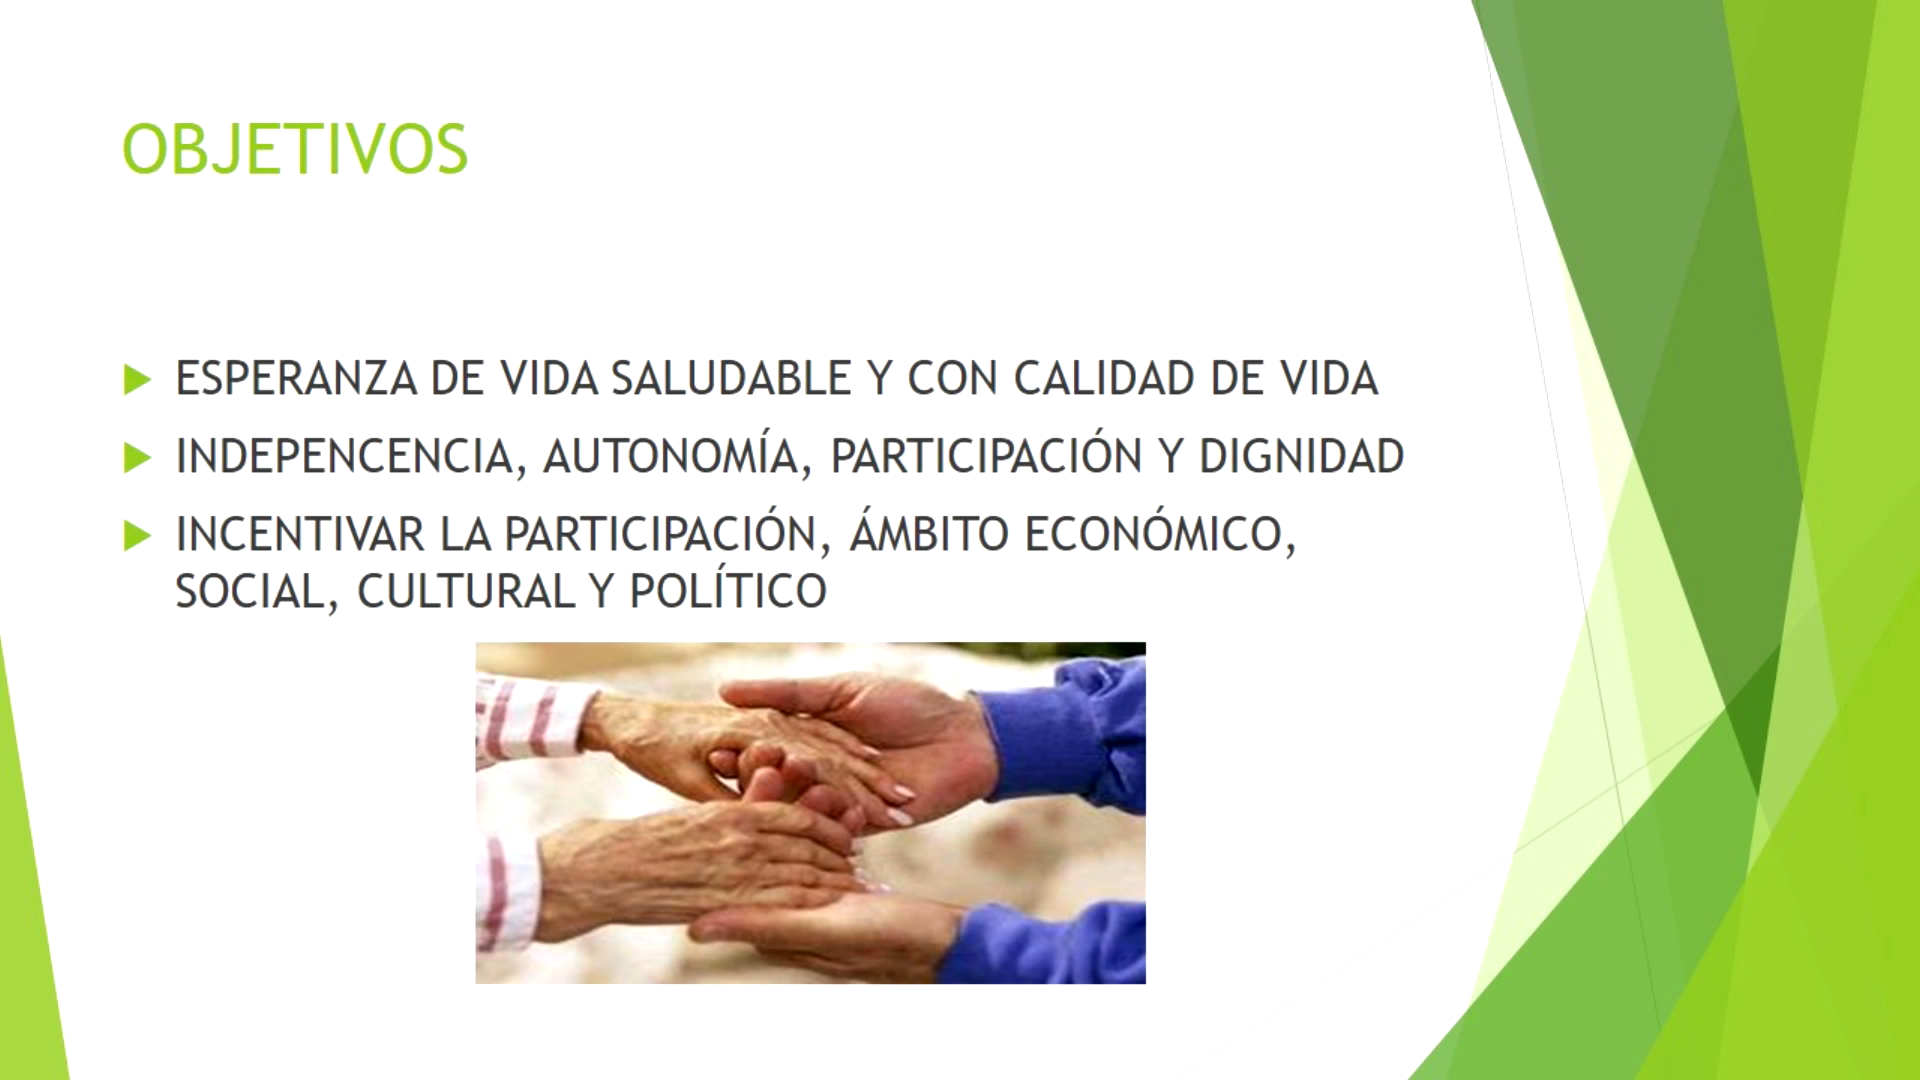 OBJETIVOS
ESPERANZA DE VIDA SALUDABLE Y CON CALIDAD DE VIDA
INDEPENCENCIA, AUTONOMÍA, PARTICIPACIÓN Y DIGNIDAD
INCENTIVAR LA PARTICIPACIÓN, ÁMBITO ECONÓMICO,
SOCIAL, CULTURAL Y POLÍTICO